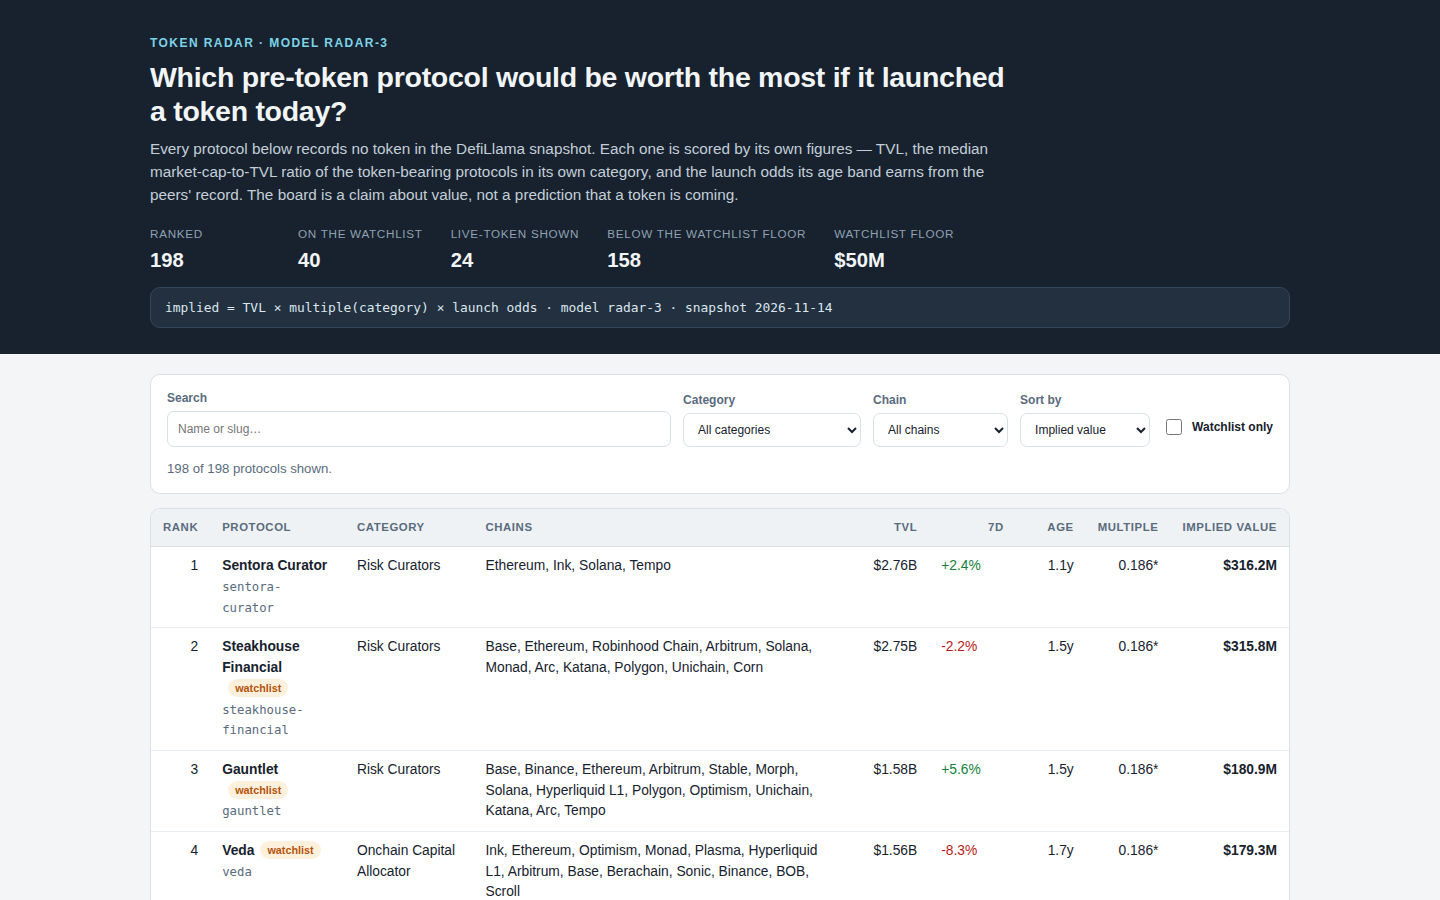 TOKEN RADAR · MODEL RADAR-3
Which pre-token protocol would be worth the most if it launched
a token today?
Every protocol below records no token in the DefiLlama snapshot. Each one is scored by its own figures — TVL, the median
market-cap-to-TVL ratio of the token-bearing protocols in its own category, and the launch odds its age band earns from the
peers' record. The board is a claim about value, not a prediction that a token is coming.
RANKED ON THE WATCHLIST LIVE-TOKEN SHOWN BELOW THE WATCHLIST FLOOR WATCHLIST FLOOR
198 40 24 158 $50M
implied = TVL × multiple(category) × launch odds · model radar-3 · snapshot 2026-11-14
Search Category Chain Sort by
Name or slug… All categories All chains Implied value Watchlist only
198 of 198 protocols shown.
RANK PROTOCOL CATEGORY CHAINS TVL 7D AGE MULTIPLE IMPLIED VALUE
1 Sentora Curator Risk Curators Ethereum, Ink, Solana, Tempo $2.76B +2.4% 1.1y 0.186* $316.2M
sentora-
curator
2 Steakhouse Risk Curators Base, Ethereum, Robinhood Chain, Arbitrum, Solana, $2.75B -2.2% 1.5y 0.186* $315.8M
Financial Monad, Arc, Katana, Polygon, Unichain, Corn
watchlist
steakhouse-
financial
3 Gauntlet Risk Curators Base, Binance, Ethereum, Arbitrum, Stable, Morph, $1.58B +5.6% 1.5y 0.186* $180.9M
watchlist Solana, Hyperliquid L1, Polygon, Optimism, Unichain,
gauntlet Katana, Arc, Tempo
4 Veda watchlist Onchain Capital Ink, Ethereum, Optimism, Monad, Plasma, Hyperliquid $1.56B -8.3% 1.7y 0.186* $179.3M
veda Allocator L1, Arbitrum, Base, Berachain, Sonic, Binance, BOB,
Scroll